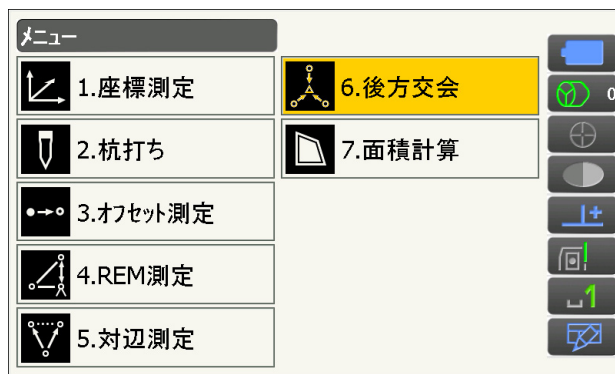 メニュー
1.座標測定
2.杭打ち
3.オフセット測定
4.REM測定
5.対辺測定
6.後方交会
7.面積計算
0
1